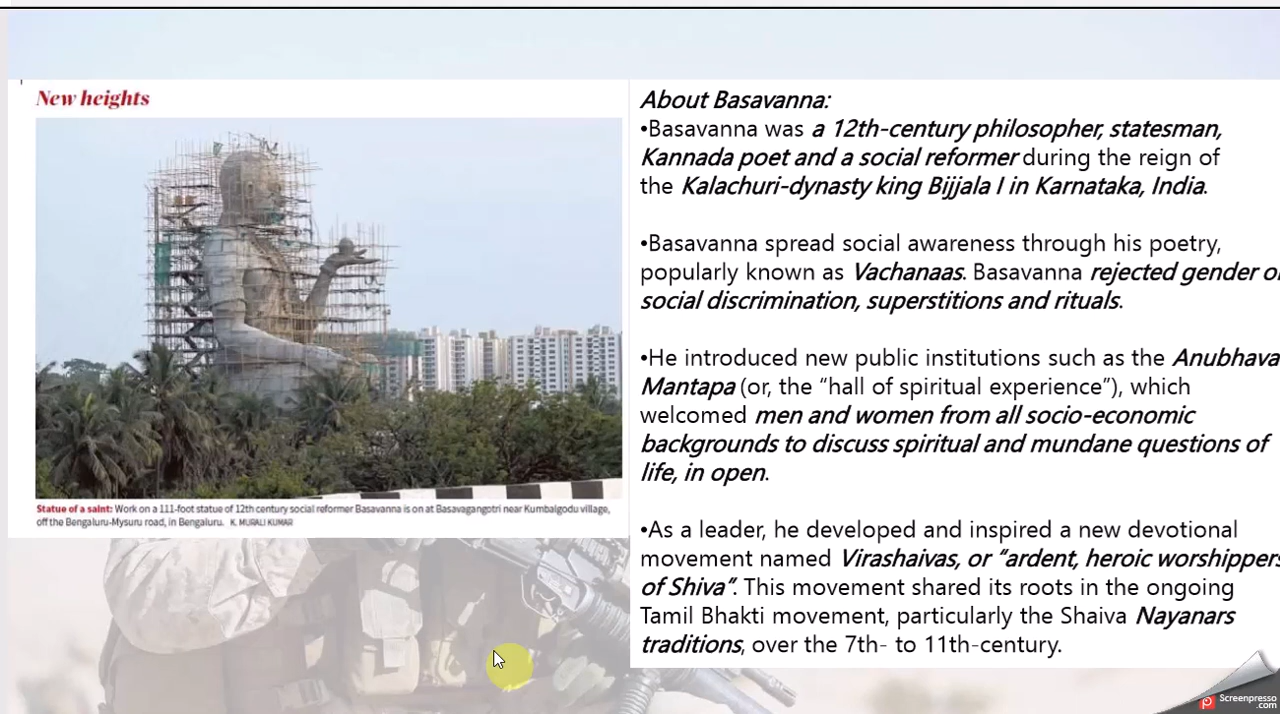 New heights
Statue of a saint: Work on a 111-foot statue of 12th century social reformer Basavanna is on at Basavagangotri near Kumbalgodu village,
off the Bengaluru-Mysuru road, in Bengaluru. K. MURALI KUMAR
About Basavanna:
•Basavanna was a 12th-century philosopher, statesman,
Kannada poet and a social reformer during the reign of
the Kalachuri-dynasty king Bijjala I in Karnataka, India.
•Basavanna spread social awareness through his poetry,
popularly known as Vachanaas. Basavanna rejected gender or
social discrimination, superstitions and rituals.
•He introduced new public institutions such as the Anubhava
Mantapa (or, the “hall of spiritual experience”), which
welcomed men and women from all socio-economic
backgrounds to discuss spiritual and mundane questions of
life, in open.
•As a leader, he developed and inspired a new devotional
movement named Virashaivas, or “ardent, heroic worshippers
of Shiva”. This movement shared its roots in the ongoing
Tamil Bhakti movement, particularly the Shaiva Nayanars
traditions, over the 7th- to 11th-century.
Screenpresso
.com